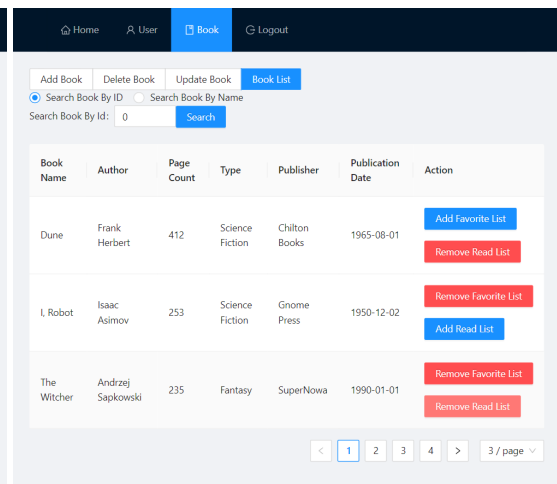 Home User Book Logout
Add Book Delete Book Update Book Book List
Search Book By ID Search Book By Name
Search Book By Id: 0 Search
Book Name Author Page Count Type Publisher Publication Date Action
Dune Frank Herbert 412 Science Fiction Chilton Books 1965-08-01 Add Favorite List
Remove Read List
I, Robot Isaac Asimov 253 Science Fiction Gnome Press 1950-12-02 Remove Favorite List
Add Read List
The Witcher Andrzej Sapkowski 235 Fantasy SuperNowa 1990-01-01 Remove Favorite List
Remove Read List
< 1 2 3 4 > 3 / page